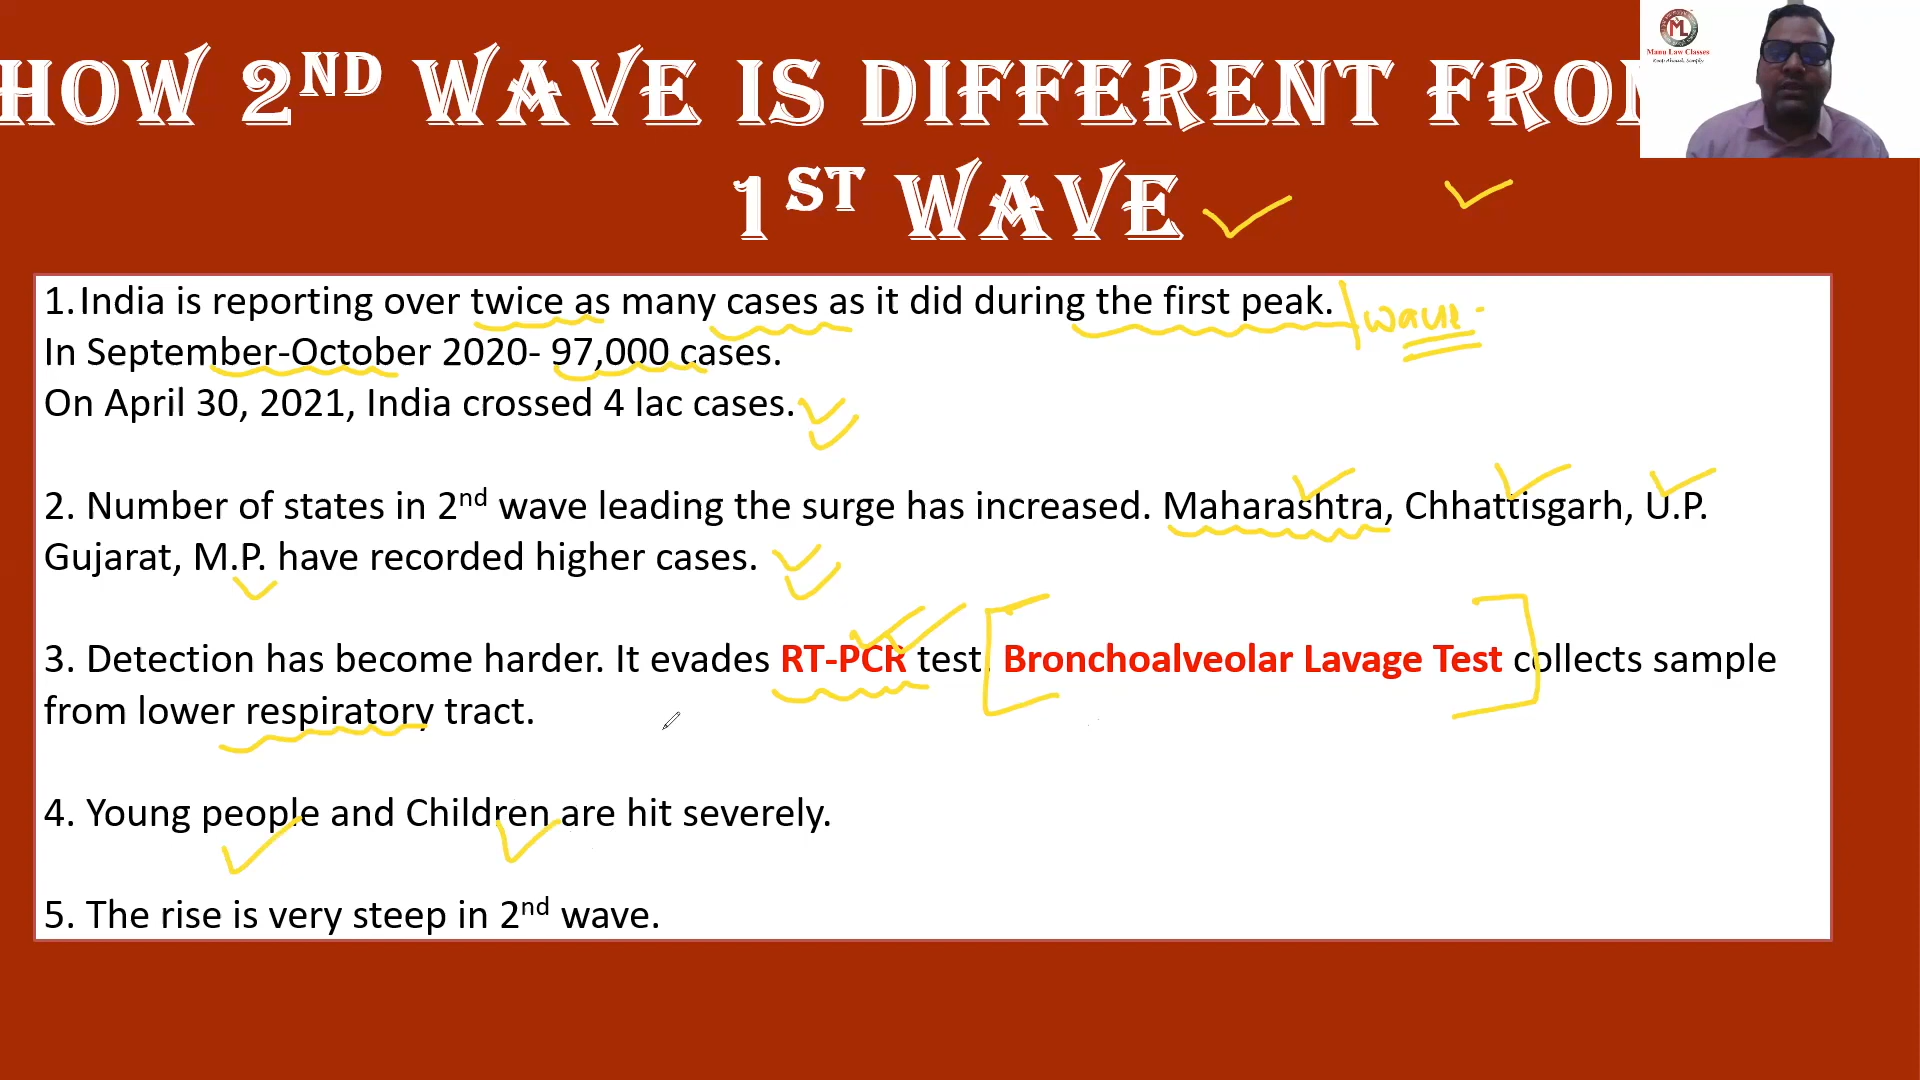 HOW 2ND WAVE IS DIFFERENT FROM
1ST WAVE
Manu Law Classes
1. India is reporting over twice as many cases as it did during the first peak. wave
In September-October 2020- 97,000 cases.
On April 30, 2021, India crossed 4 lac cases.
2. Number of states in 2nd wave leading the surge has increased. Maharashtra, Chhattisgarh, U.P.
Gujarat, M.P. have recorded higher cases.
3. Detection has become harder. It evades RT-PCR test. Bronchoalveolar Lavage Test collects sample
from lower respiratory tract.
4. Young people and Children are hit severely.
5. The rise is very steep in 2nd wave.